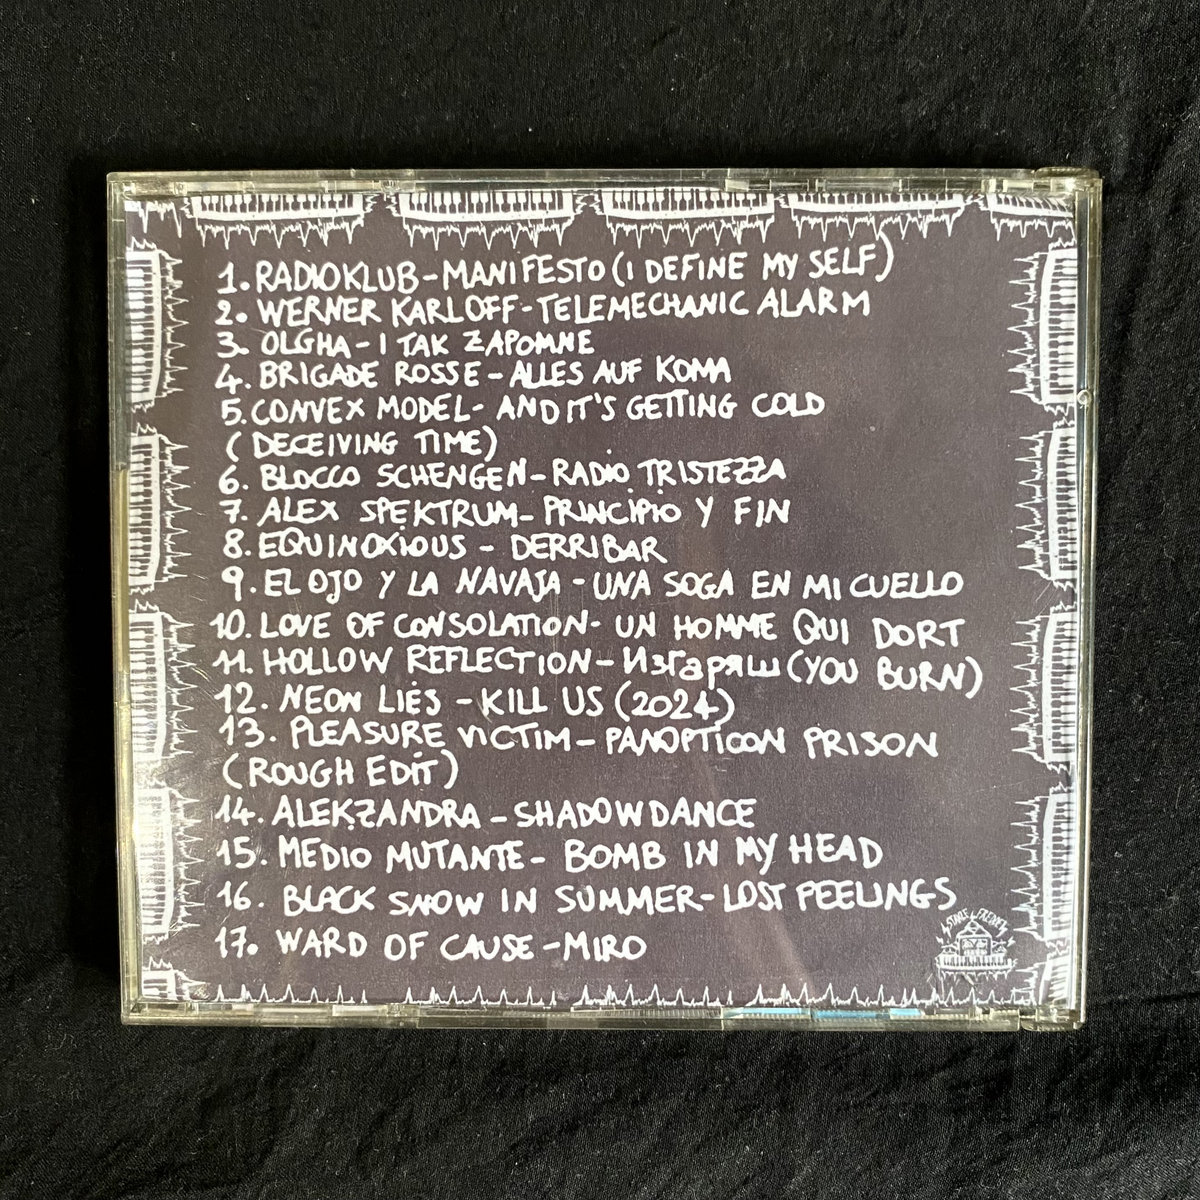 1. RADIOKLUB - MANIFESTO (I DEFINE MY SELF)
2. WERNER KARLOFF - TELEMECHANIC ALARM
3. OLGHA - I TAK ZAPOMNE
4. BRIGADE ROSSE - ALLES AUF KOMA
5. CONVEX MODEL - AND IT'S GETTING COLD
(DECEIVING TIME)
6. BLOCCO SCHENGEN - RADIO TRISTEZZA
7. ALEX SPEKTRUM - PRINCIPIO Y FIN
8. EQUINOXIOUS - DERRIBAR
9. EL OJO Y LA NAVAJA - UNA SOGA EN MI CUELLO
10. LOVE OF CONSOLATION - UN HOMME QUI DORT
11. HOLLOW REFLECTION - Изгаряш (YOU BURN)
12. NEON LIES - KILL US (2024)
13. PLEASURE VICTIM - PANOPTICON PRISON
(ROUGH EDIT)
14. ALEKZANDRA - SHADOWDANCE
15. MEDIO MUTANTE - BOMB IN MY HEAD
16. BLACK SNOW IN SUMMER - LOST PEELINGS
17. WARD OF CAUSE - MIRO